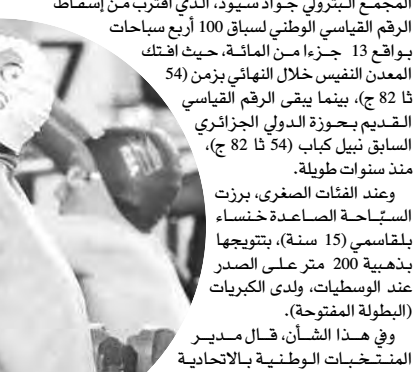 المجمع البترولي جواد سيود، الذي اقترب من إسقاط
الرقم القياسي الوطني لسباق 100 أربع سباحات
بواقع 13 جزءا من المائة، حيث افتك
المعدن النفيس خلال النهائي بزمن (54
ثا 82 ج)، بينما يبقى الرقم القياسي
القديم بحوزة الدولي الجزائري
السابق نبيل كباب (54 ثا 82 ج)،
منذ سنوات طويلة.
وعند الفئات الصغرى، برزت
السبّاحة الصاعدة خنساء
بلقاسمي (15 سنة)، بتتويجها
بذهبية 200 متر على الصدر
عند الوسطيات، ولدى الكبريات
(البطولة المفتوحة).
وفي هذا الشأن، قال مدير
المنتخبات الوطنية بالاتحادية